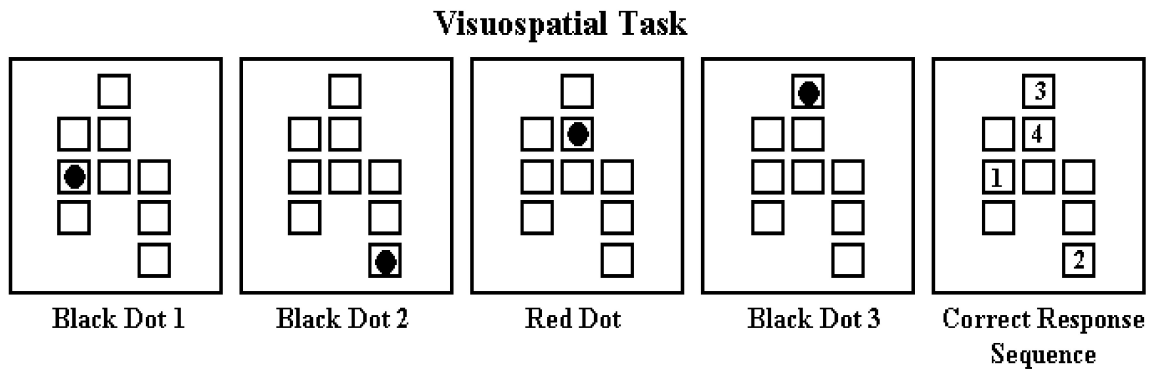 Visuospatial Task
3
4
1
2
Black Dot 1
Black Dot 2
Red Dot
Black Dot 3
Correct Response
Sequence